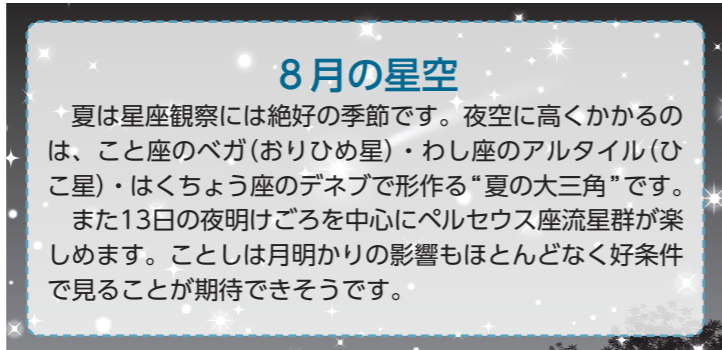 8月の星空
夏は星座観察には絶好の季節です。夜空に高くかかるの
は、こと座のベガ(おりひめ星)・わし座のアルタイル(ひ
こ星)・はくちょう座のデネブで形作る“夏の大三角”です。
また13日の夜明けごろを中心にペルセウス座流星群が楽
しめます。ことしは月明かりの影響もほとんどなく好条件
で見ることが期待できそうです。